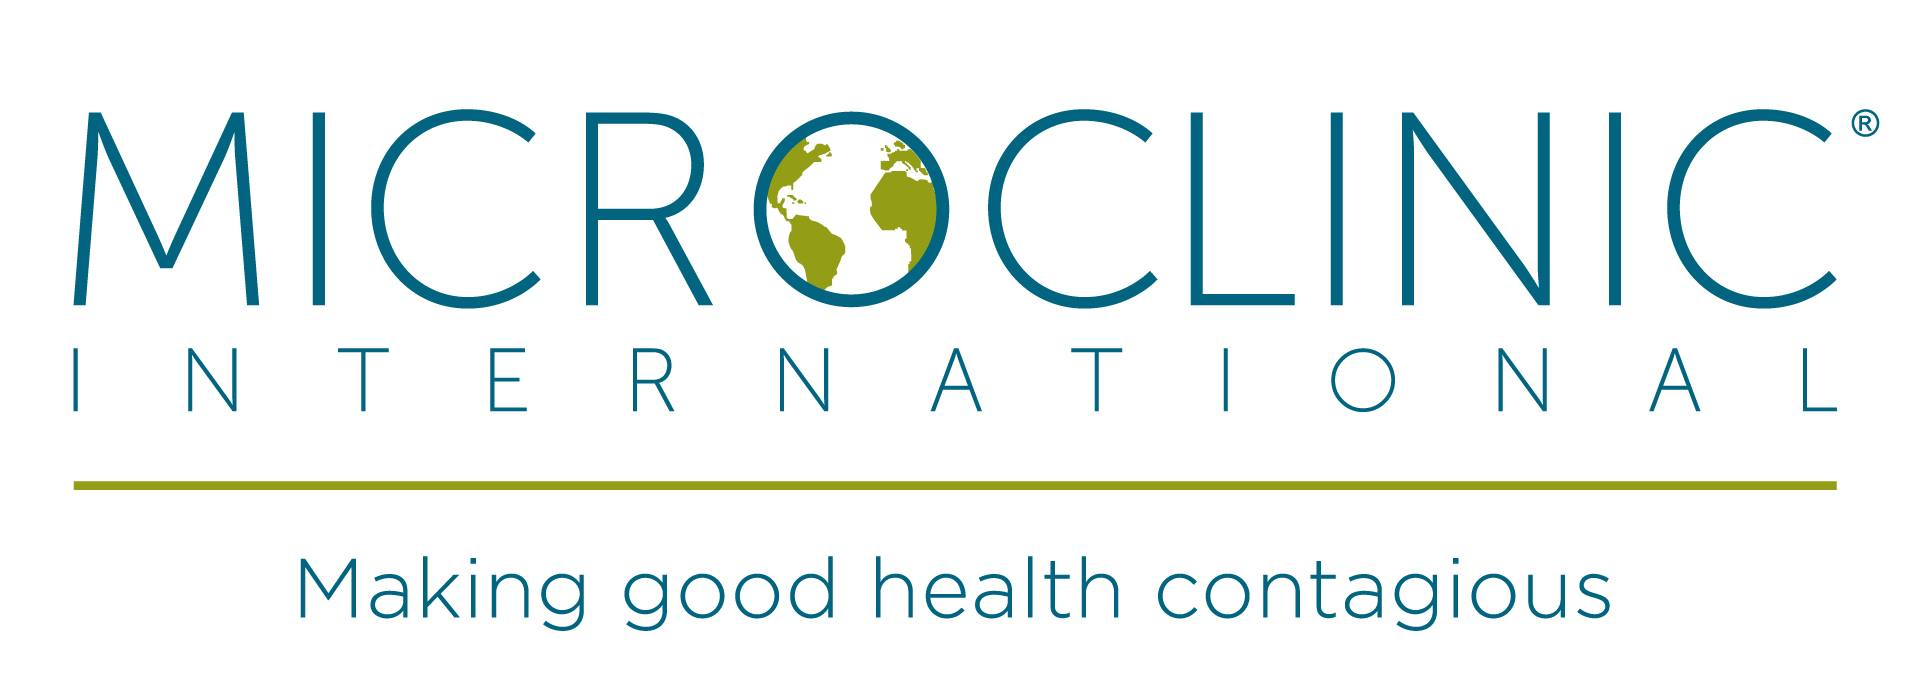 MICROCLINIC®
INTERNATIONAL
Making good health contagious